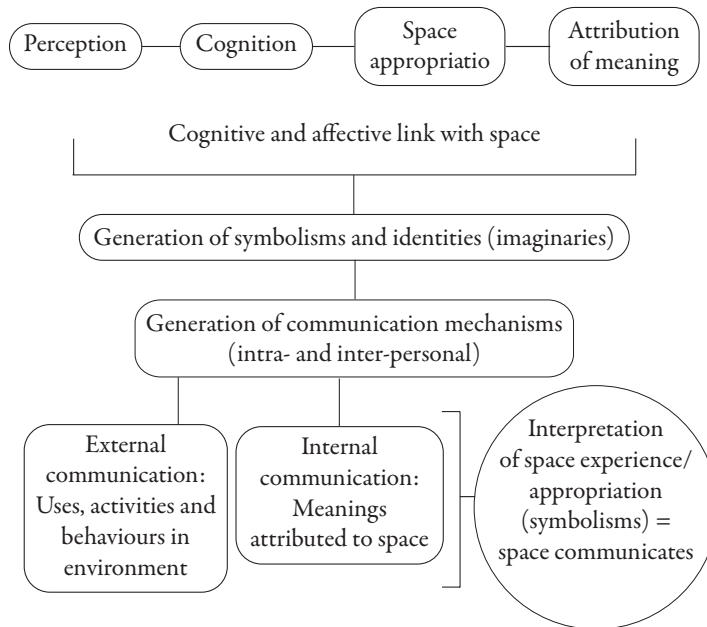 Perception
Cognition
Space
appropriatio
Attribution
of meaning
Cognitive and affective link with space
Generation of symbolisms and identities (imaginaries)
Generation of communication mechanisms
(intra- and inter-personal)
External
communication:
Uses, activities and
behaviours in
environment
Internal
communication:
Meanings
attributed to space
Interpretation
of space experience/
appropriation
(symbolisms) =
space communicates